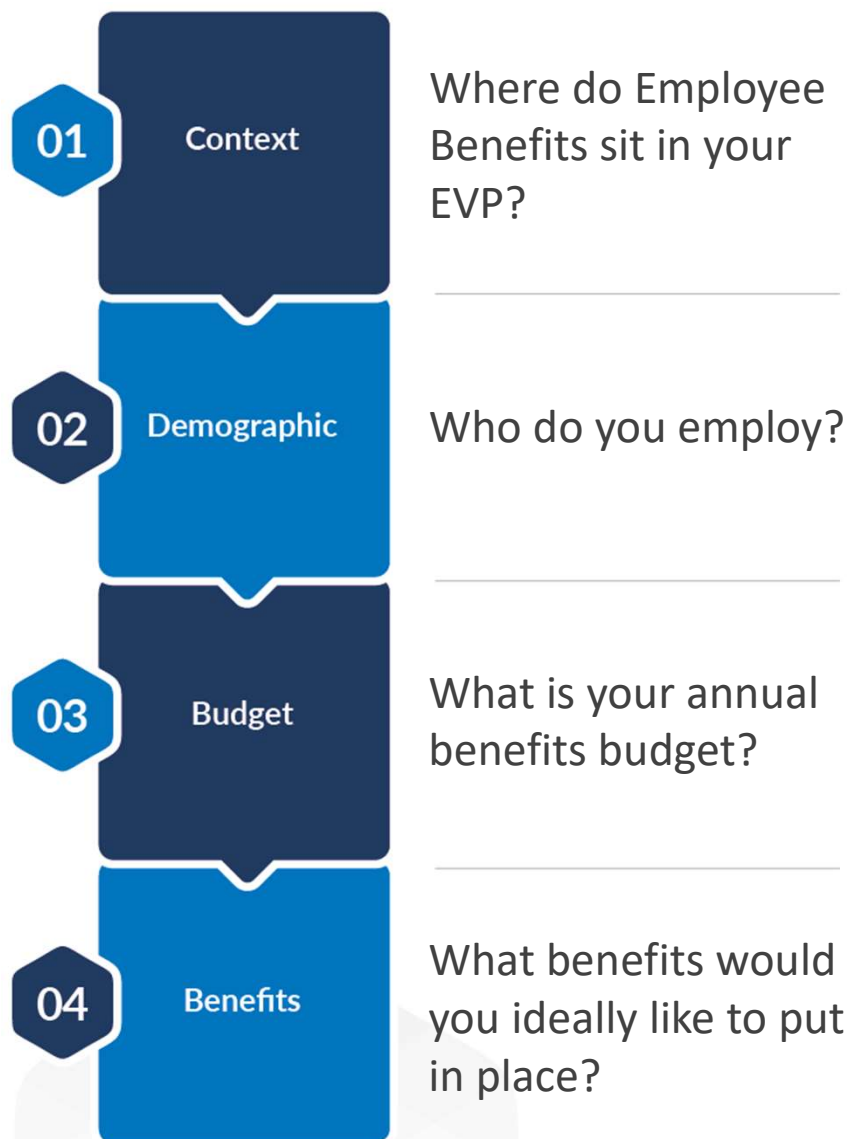 01
Context
Where do Employee
Benefits sit in your
EVP?
02
Demographic
Who do you employ?
03
Budget
What is your annual
benefits budget?
04
Benefits
What benefits would
you ideally like to put
in place?